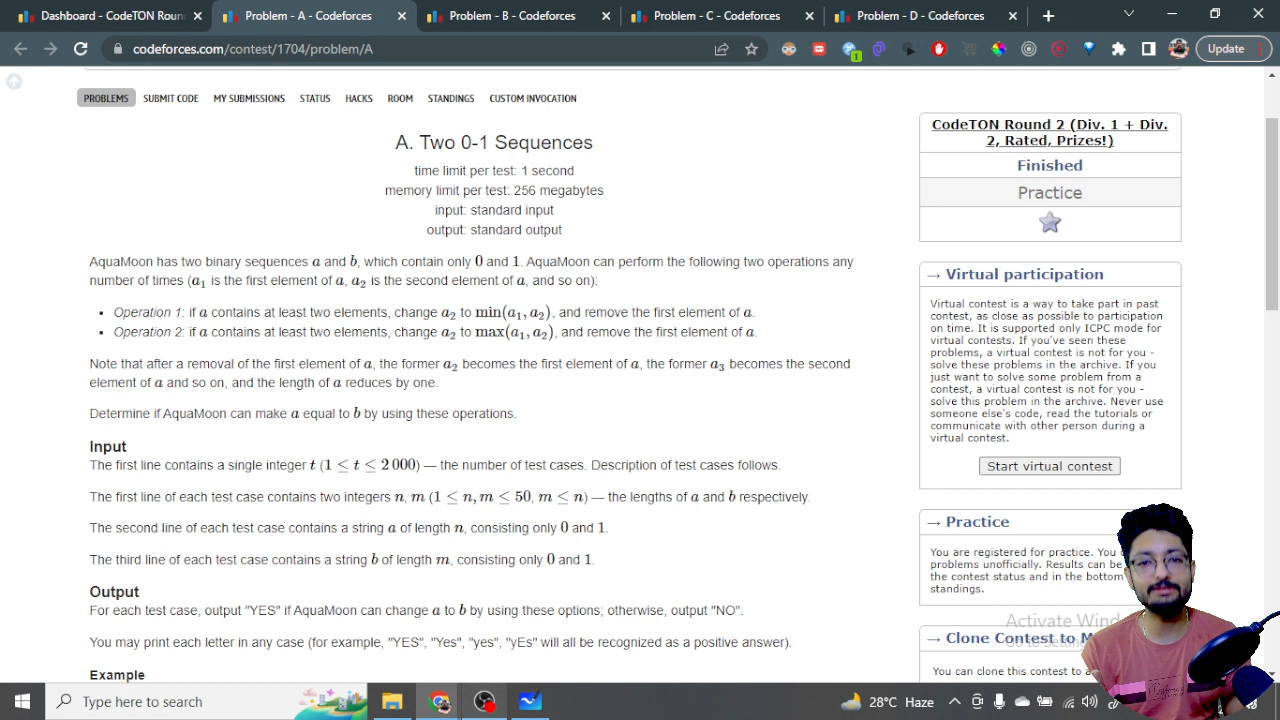 Dashboard - CodeTON Roun
Problem - A - Codeforces
Problem - B - Codeforces
Problem - C - Codeforces
Problem - D - Codeforces
codeforces.com/contest/1704/problem/A
1
Update
PROBLEMS SUBMIT CODE MY SUBMISSIONS STATUS HACKS ROOM STANDINGS CUSTOM INVOCATION
A. Two 0-1 Sequences
time limit per test: 1 second
memory limit per test: 256 megabytes
input: standard input
output: standard output
AquaMoon has two binary sequences a and b, which contain only 0 and 1. AquaMoon can perform the following two operations any
number of times (a₁ is the first element of a, a₂ is the second element of a, and so on):
• Operation 1: if a contains at least two elements, change a₂ to min(a₁, a₂), and remove the first element of a.
• Operation 2: if a contains at least two elements, change a₂ to max(a₁, a₂), and remove the first element of a.
Note that after a removal of the first element of a, the former a₂ becomes the first element of a, the former a₃ becomes the second
element of a and so on, and the length of a reduces by one.
Determine if AquaMoon can make a equal to b by using these operations.
Input
The first line contains a single integer t (1 ≤ t ≤ 2 000) — the number of test cases. Description of test cases follows.
The first line of each test case contains two integers n, m (1 ≤ n, m ≤ 50, m ≤ n) — the lengths of a and b respectively.
The second line of each test case contains a string a of length n, consisting only 0 and 1.
The third line of each test case contains a string b of length m, consisting only 0 and 1.
Output
For each test case, output "YES" if AquaMoon can change a to b by using these options; otherwise, output "NO".
You may print each letter in any case (for example, "YES", "Yes", "yes", "yEs" will all be recognized as a positive answer).
Example
CodeTON Round 2 (Div. 1 + Div.
2, Rated, Prizes!)
Finished
Practice
→ Virtual participation
Virtual contest is a way to take part in past
contest, as close as possible to participation
on time. It is supported only ICPC mode for
virtual contests. If you've seen these
problems, a virtual contest is not for you -
solve these problems in the archive. If you
just want to solve some problem from a
contest, a virtual contest is not for you -
solve this problem in the archive. Never use
someone else's code, read the tutorials or
communicate with other person during a
virtual contest.
Start virtual contest
→ Practice
You are registered for practice. You
problems unofficially. Results can be
the contest status and in the bottom
standings.
Activate Wind
→ Clone Contest to M
You can clone this contest to a
Type here to search
28°C Haze